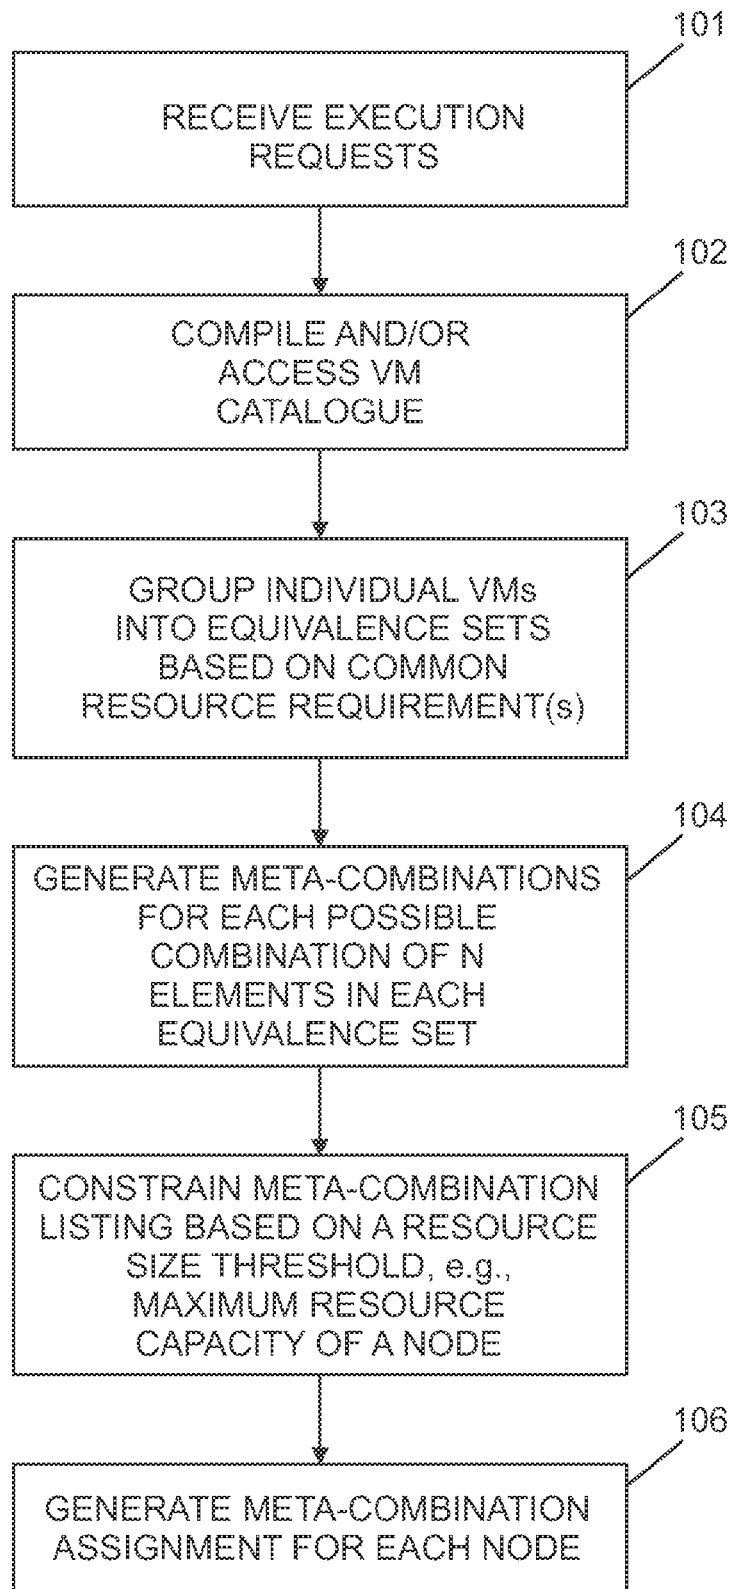 101
RECEIVE EXECUTION
REQUESTS
102
COMPILE AND/OR
ACCESS VM
CATALOGUE
103
GROUP INDIVIDUAL VMs
INTO EQUIVALENCE SETS
BASED ON COMMON
RESOURCE REQUIREMENT(s)
104
GENERATE META-COMBINATIONS
FOR EACH POSSIBLE
COMBINATION OF N
ELEMENTS IN EACH
EQUIVALENCE SET
105
CONSTRAIN META-COMBINATION
LISTING BASED ON A RESOURCE
SIZE THRESHOLD, e.g.,
MAXIMUM RESOURCE
CAPACITY OF A NODE
106
GENERATE META-COMBINATION
ASSIGNMENT FOR EACH NODE